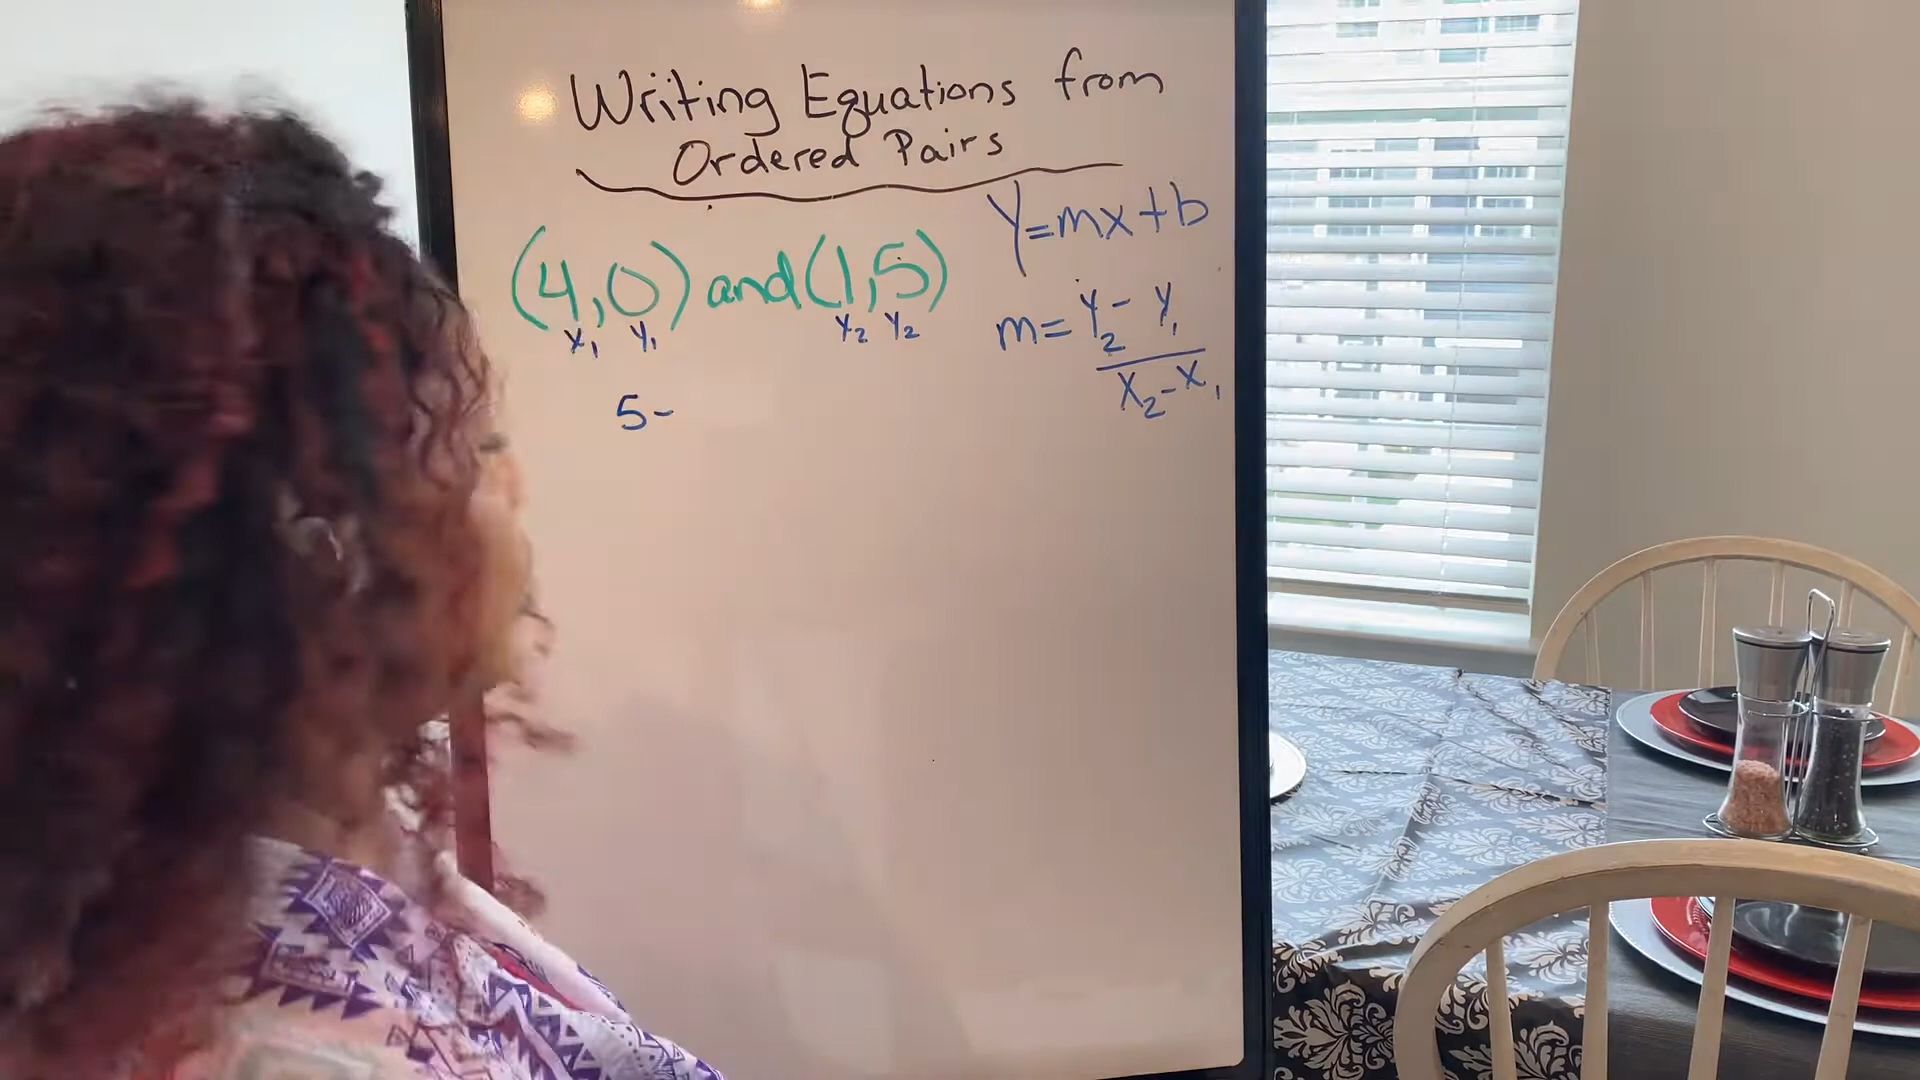 Writing Equations from
Ordered Pairs
y=mx+b
(4,0) and (1,5)
x₁ y₁ x₂ y₂
m = y₂ - y₁
x₂ - x₁
5-